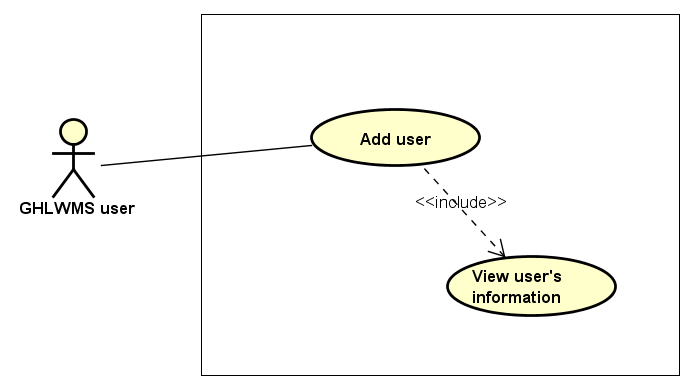 Add user
<<include>>
GHLWMS user
View user's
information